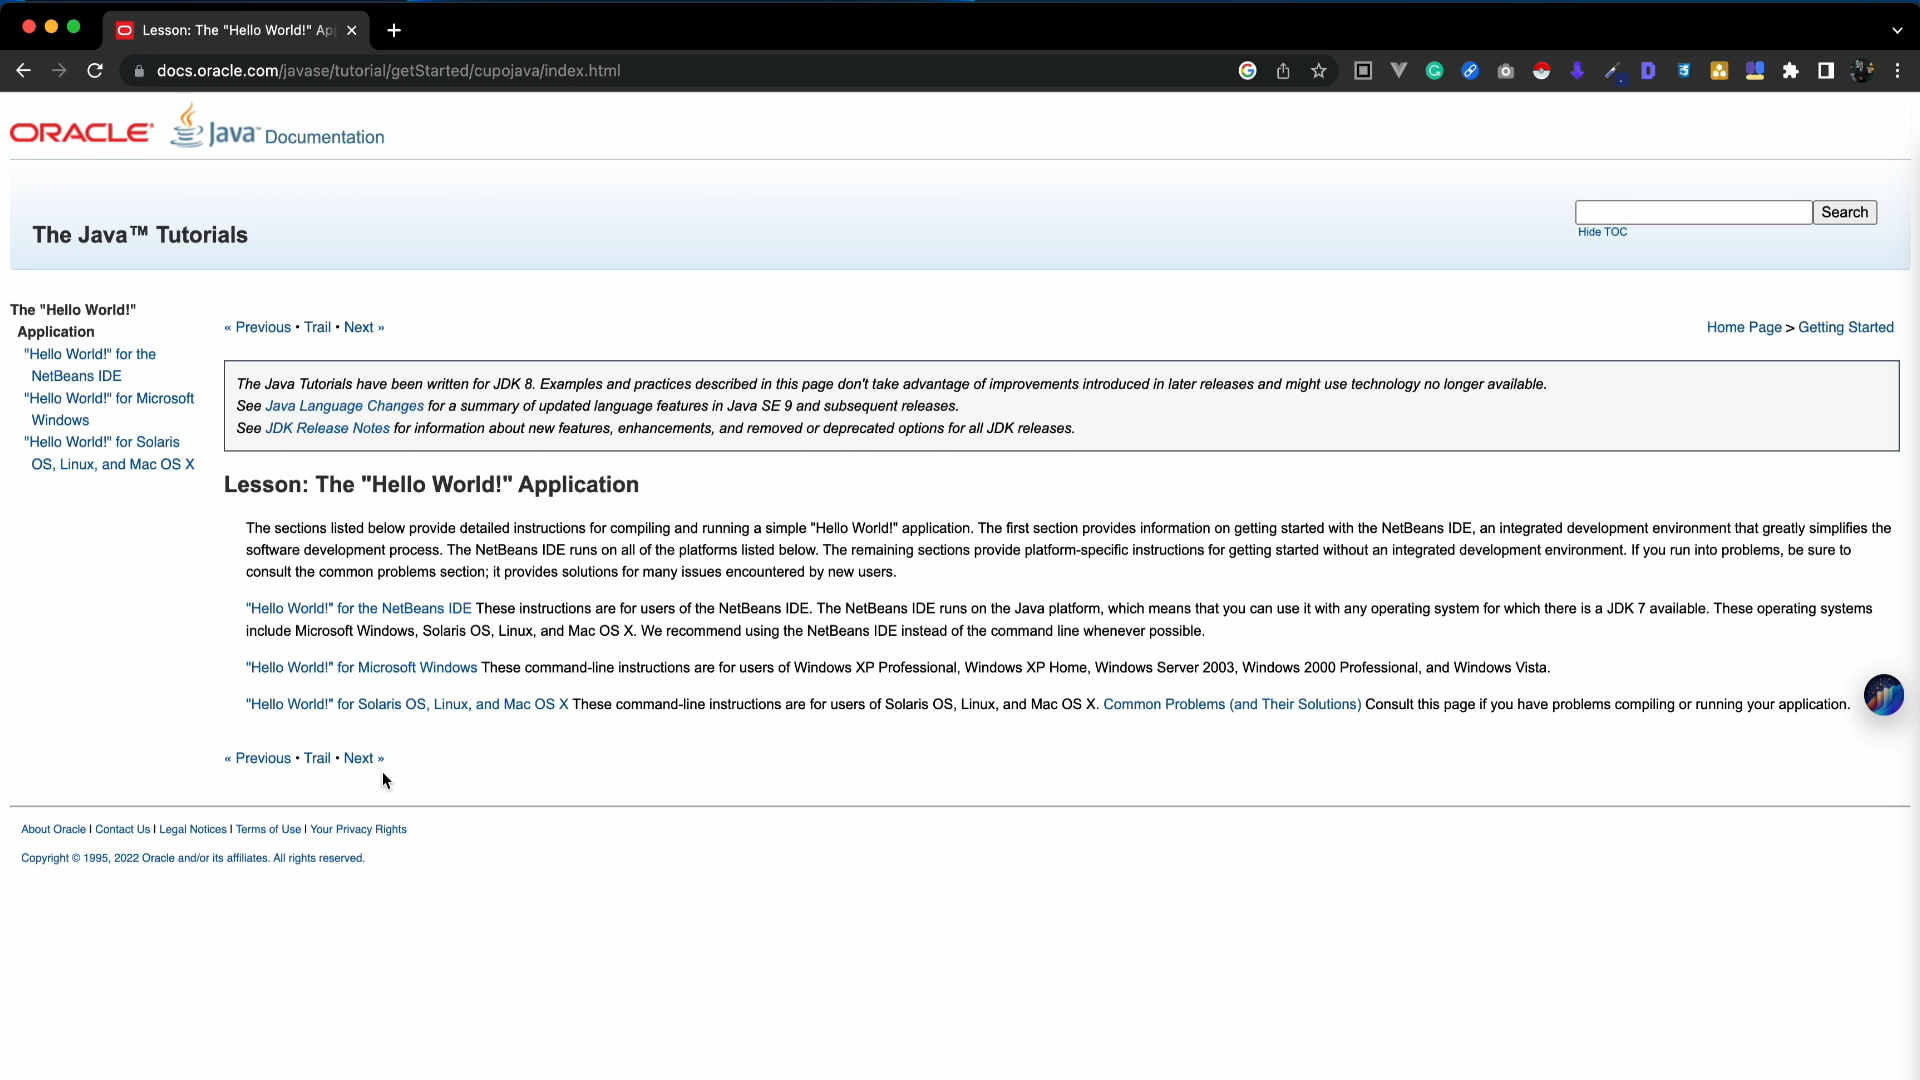 Lesson: The "Hello World!" Ap
docs.oracle.com/javase/tutorial/getStarted/cupojava/index.html
ORACLE Java™ Documentation
The Java™ Tutorials
Search
Hide TOC
The "Hello World!"
Application
"Hello World!" for the
NetBeans IDE
"Hello World!" for Microsoft
Windows
"Hello World!" for Solaris
OS, Linux, and Mac OS X
« Previous • Trail • Next »
Home Page > Getting Started
The Java Tutorials have been written for JDK 8. Examples and practices described in this page don't take advantage of improvements introduced in later releases and might use technology no longer available.
See Java Language Changes for a summary of updated language features in Java SE 9 and subsequent releases.
See JDK Release Notes for information about new features, enhancements, and removed or deprecated options for all JDK releases.
Lesson: The "Hello World!" Application
The sections listed below provide detailed instructions for compiling and running a simple "Hello World!" application. The first section provides information on getting started with the NetBeans IDE, an integrated development environment that greatly simplifies the
software development process. The NetBeans IDE runs on all of the platforms listed below. The remaining sections provide platform-specific instructions for getting started without an integrated development environment. If you run into problems, be sure to
consult the common problems section; it provides solutions for many issues encountered by new users.
"Hello World!" for the NetBeans IDE These instructions are for users of the NetBeans IDE. The NetBeans IDE runs on the Java platform, which means that you can use it with any operating system for which there is a JDK 7 available. These operating systems
include Microsoft Windows, Solaris OS, Linux, and Mac OS X. We recommend using the NetBeans IDE instead of the command line whenever possible.
"Hello World!" for Microsoft Windows These command-line instructions are for users of Windows XP Professional, Windows XP Home, Windows Server 2003, Windows 2000 Professional, and Windows Vista.
"Hello World!" for Solaris OS, Linux, and Mac OS X These command-line instructions are for users of Solaris OS, Linux, and Mac OS X. Common Problems (and Their Solutions) Consult this page if you have problems compiling or running your application.
« Previous • Trail • Next »
About Oracle | Contact Us | Legal Notices | Terms of Use | Your Privacy Rights
Copyright © 1995, 2022 Oracle and/or its affiliates. All rights reserved.